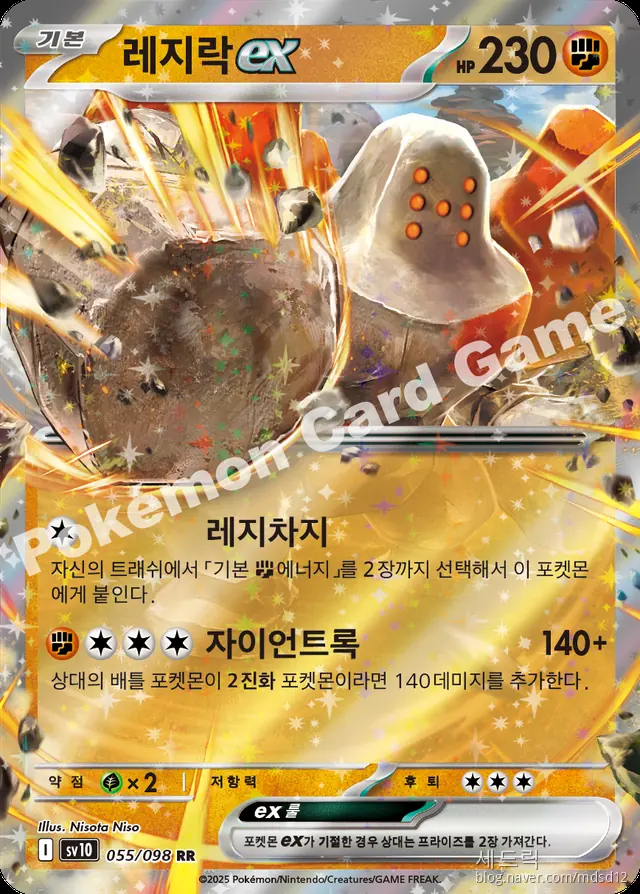 기본 레지락ex HP 230
Pokémon Card Game
레지차지
자신의 트래쉬에서 「기본 에너지」를 2장까지 선택해서 이 포켓몬
에게 붙인다.
자이언트록 140+
상대의 배틀 포켓몬이 2진화 포켓몬이라면 140데미지를 추가한다.
약점 ×2 저항력 후퇴
ex룰
포켓몬 ex가 기절한 경우 상대는 프라이즈를 2장 가져간다.
Illus. Nisota Niso
I sv10 055/098 RR
세드릭
blog.naver.com/mdsd12
©2025 Pokémon/Nintendo/Creatures/GAME FREAK.